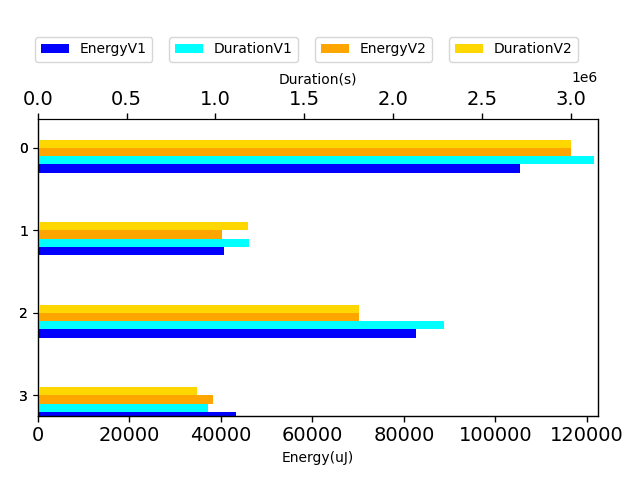 EnergyV1 DurationV1 EnergyV2 DurationV2
Duration(s)
1e6
0.0 0.5 1.0 1.5 2.0 2.5 3.0
0
1
2
3
0 20000 40000 60000 80000 100000 120000
Energy(uJ)